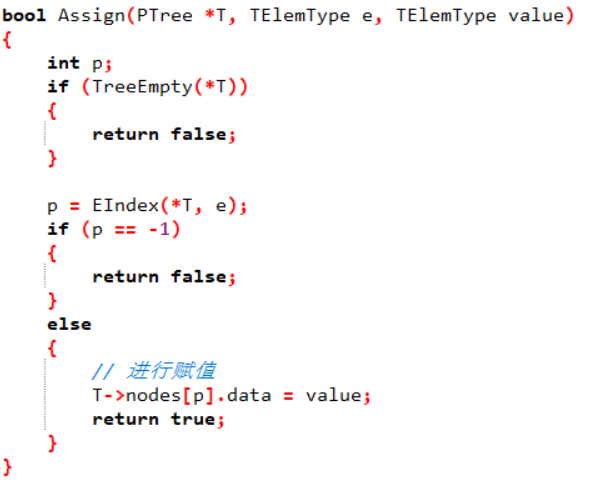 bool Assign(PTree *T, TElemType e, TElemType value)
{
    int p;
    if (TreeEmpty(*T))
    {
        return false;
    }

    p = EIndex(*T, e);
    if (p == -1)
    {
        return false;
    }
    else
    {
        // 进行赋值
        T->nodes[p].data = value;
        return true;
    }
}